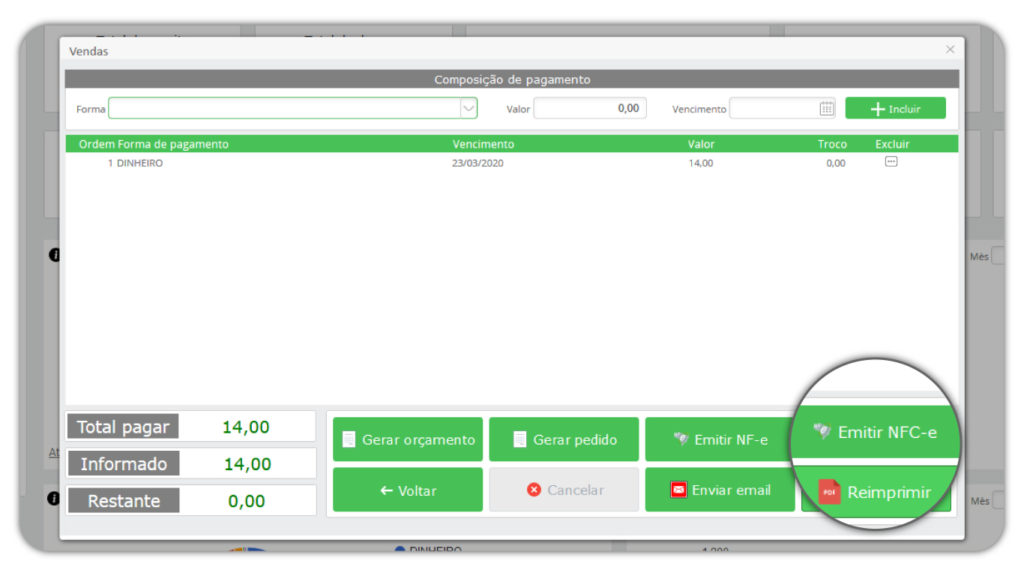 Vendas
Composição de pagamento
Forma Valor 0,00 Vencimento Incluir
Ordem Forma de pagamento Vencimento Valor Troco Excluir
1 DINHEIRO 23/03/2020 14,00 0,00
Mês
Total pagar 14,00
Informado 14,00
Restante 0,00
Gerar orçamento Gerar pedido Emitir NF-e Emitir NFC-e
Voltar Cancelar Enviar email PDF Reimprimir
Mês
DINHEIRO